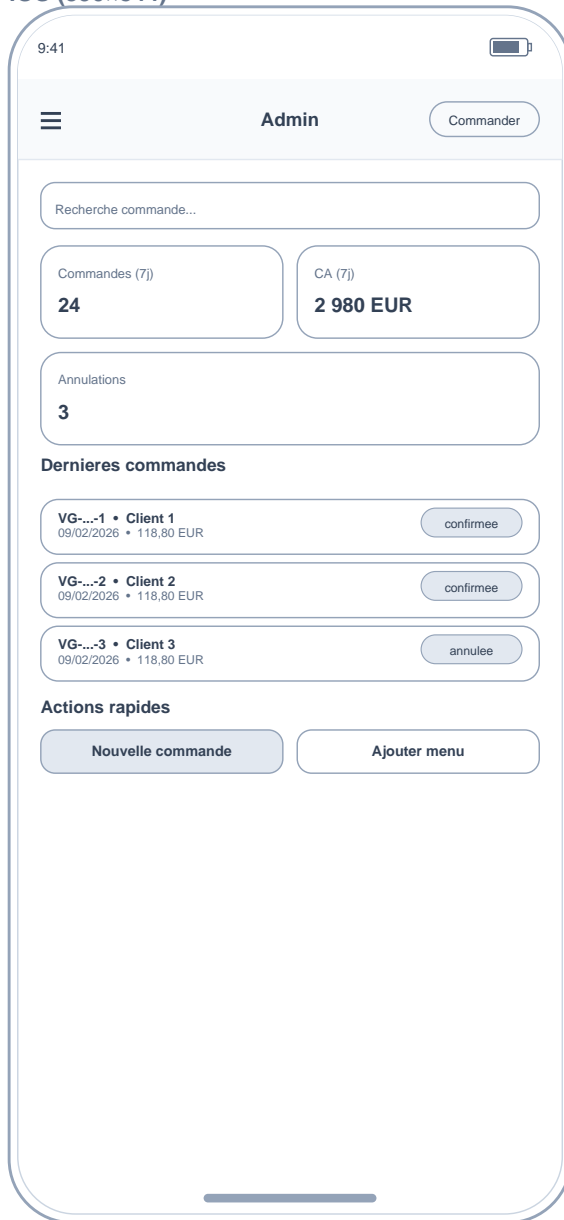 9:41
Admin
Commander
Recherche commande...
Commandes (7j)
24
CA (7j)
2 980 EUR
Annulations
3
Dernieres commandes
VG-...-1 • Client 1
09/02/2026 • 118,80 EUR
confirmee
VG-...-2 • Client 2
09/02/2026 • 118,80 EUR
confirmee
VG-...-3 • Client 3
09/02/2026 • 118,80 EUR
annulee
Actions rapides
Nouvelle commande
Ajouter menu